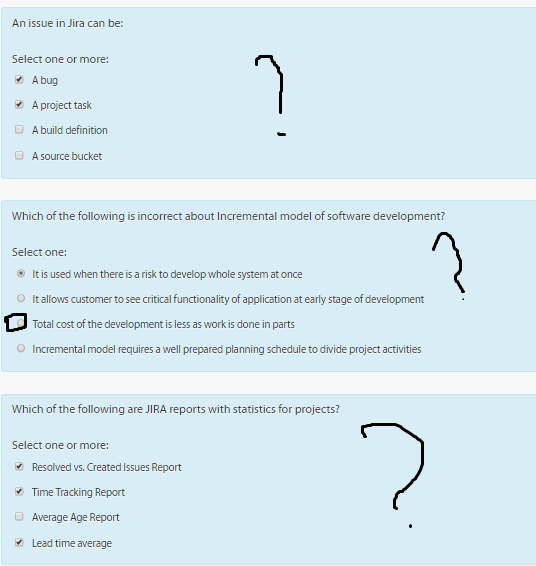 An issue in Jira can be:
Select one or more:
A bug
A project task
A build definition
A source bucket
?
Which of the following is incorrect about Incremental model of software development?
Select one:
It is used when there is a risk to develop whole system at once
It allows customer to see critical functionality of application at early stage of development
Total cost of the development is less as work is done in parts
Incremental model requires a well prepared planning schedule to divide project activities
?
Which of the following are JIRA reports with statistics for projects?
Select one or more:
Resolved vs. Created Issues Report
Time Tracking Report
Average Age Report
Lead time average
?